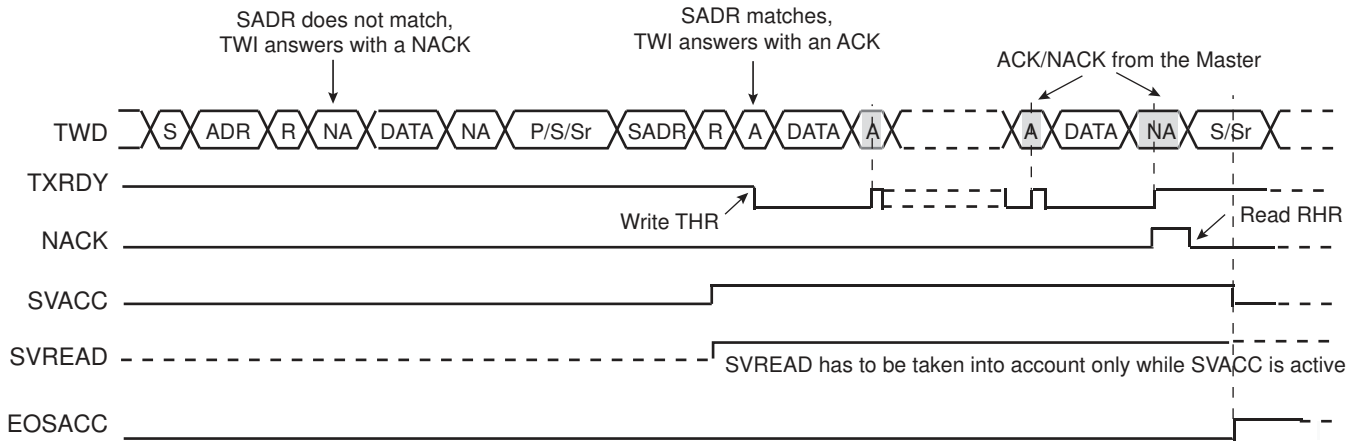 SADR does not match,
TWI answers with a NACK
SADR matches,
TWI answers with an ACK
ACK/NACK from the Master
TWD S ADR R NA DATA NA P/S/Sr SADR R A DATA A A DATA NA S/Sr
TXRDY
Write THR
Read RHR
NACK
SVACC
SVREAD
SVREAD has to be taken into account only while SVACC is active
EOSACC